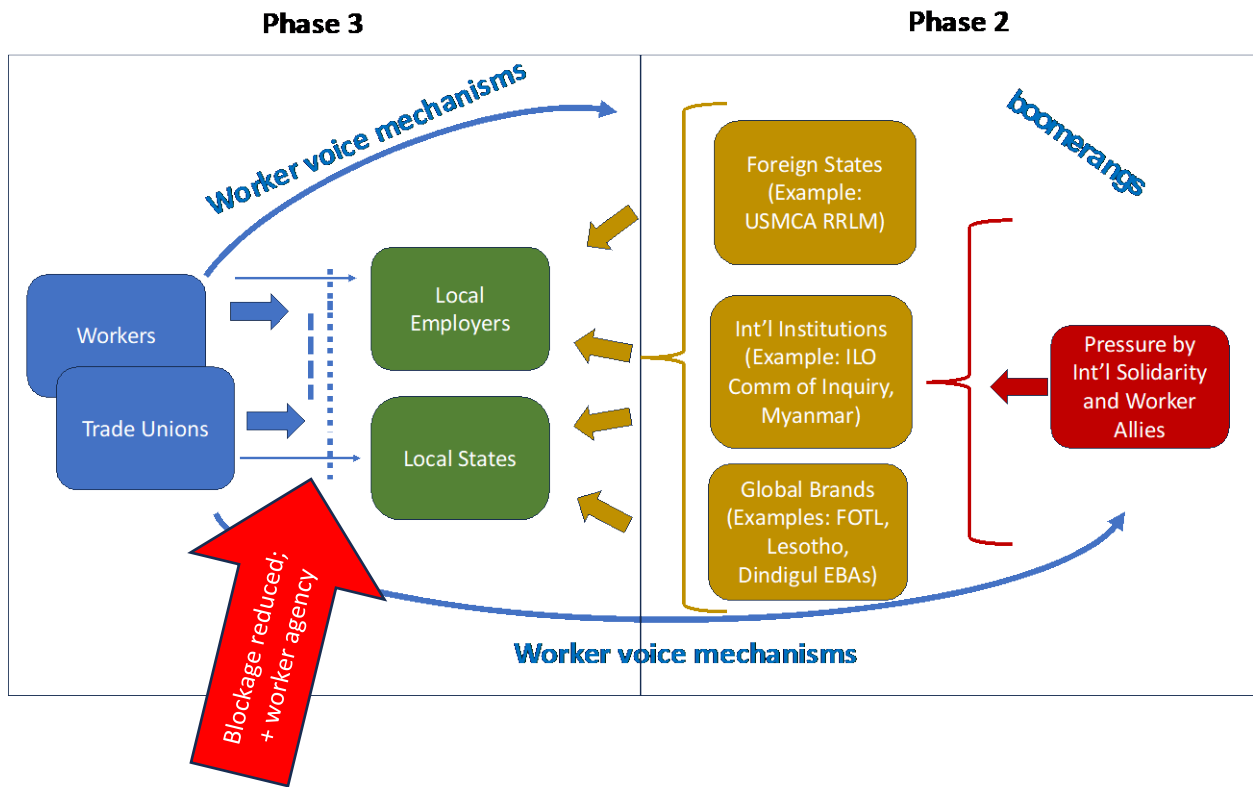 Phase 3
Phase 2
Worker voice mechanisms
boomerangs
Foreign States
(Example:
USMCA RRLM)
Workers
Trade Unions
Local
Employers
Local States
Int'l Institutions
(Example: ILO
Comm of Inquiry,
Myanmar)
Global Brands
(Examples: FOTL,
Lesotho,
Dindigul EBAs)
Pressure by
Int'l Solidarity
and Worker
Allies
Blockage reduced;
+ worker agency
Worker voice mechanisms